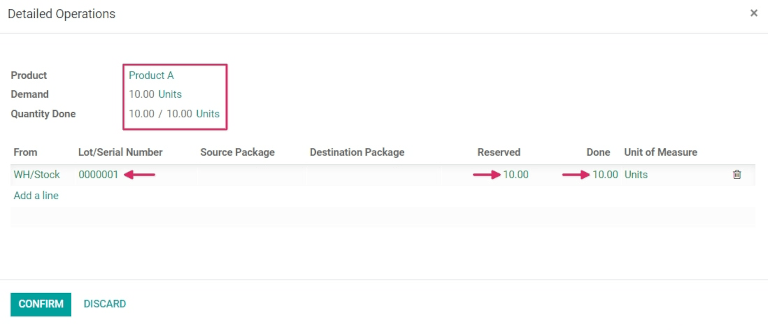 Detailed Operations ×
Product Product A
Demand 10.00 Units
Quantity Done 10.00 / 10.00 Units
From Lot/Serial Number Source Package Destination Package Reserved Done Unit of Measure
WH/Stock 0000001 10.00 10.00 Units
Add a line
CONFIRM DISCARD